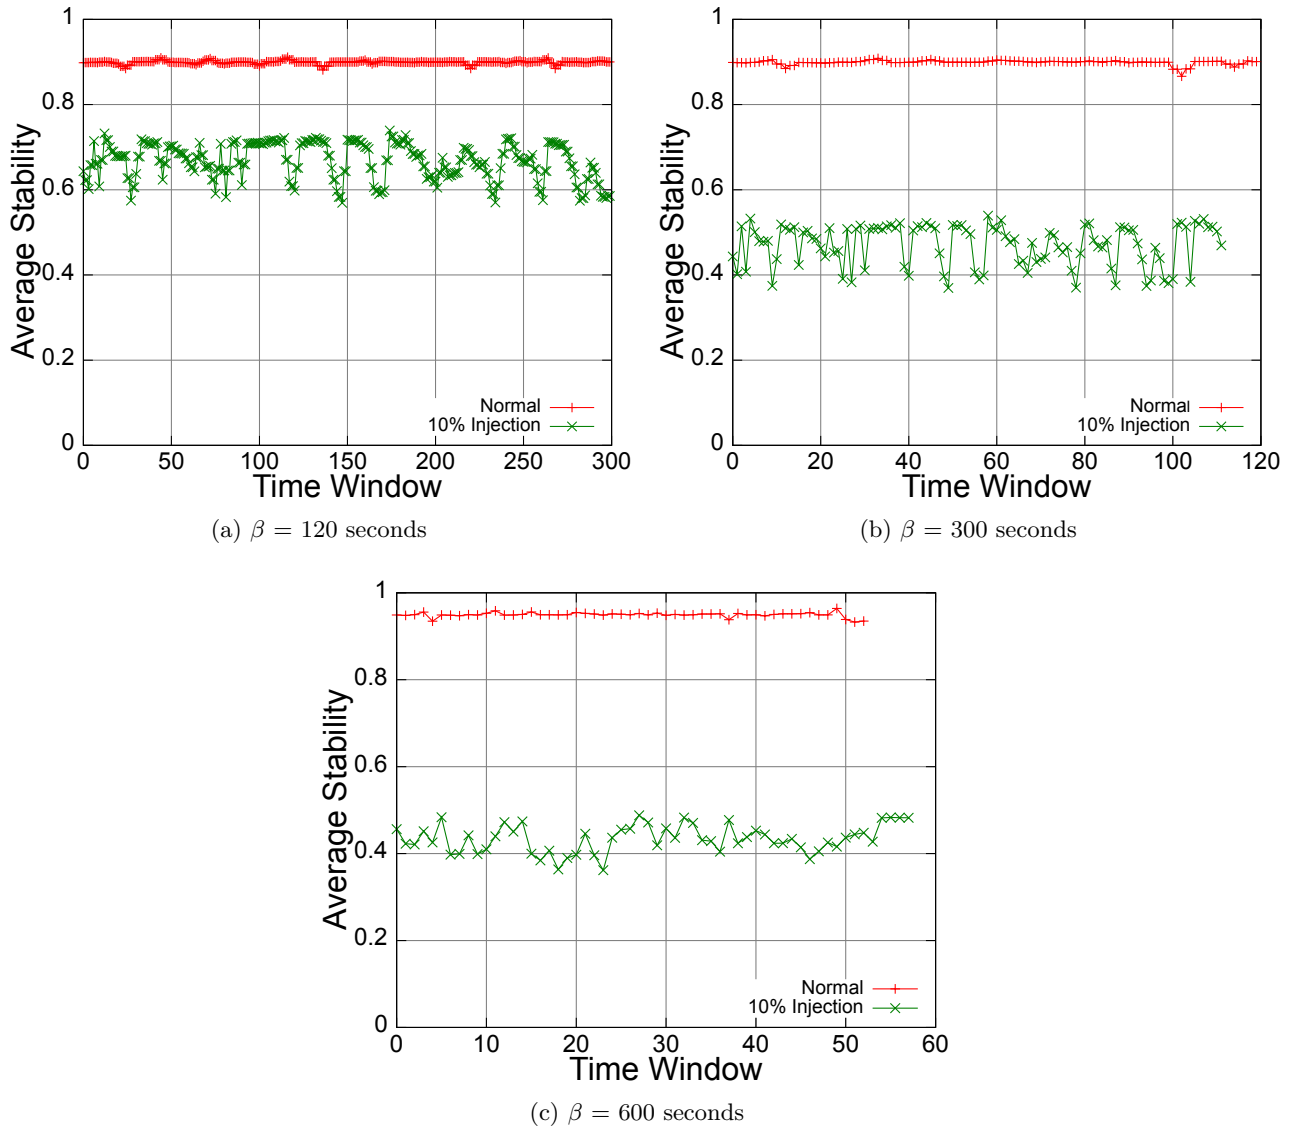 1
0.8
0.6
0.4
0.2
0
Average Stability
Normal
10% Injection
0 50 100 150 200 250 300
Time Window
(a) β = 120 seconds
1
0.8
0.6
0.4
0.2
0
Average Stability
Normal
10% Injection
0 20 40 60 80 100 120
Time Window
(b) β = 300 seconds
1
0.8
0.6
0.4
0.2
0
Average Stability
Normal
10% Injection
0 10 20 30 40 50 60
Time Window
(c) β = 600 seconds